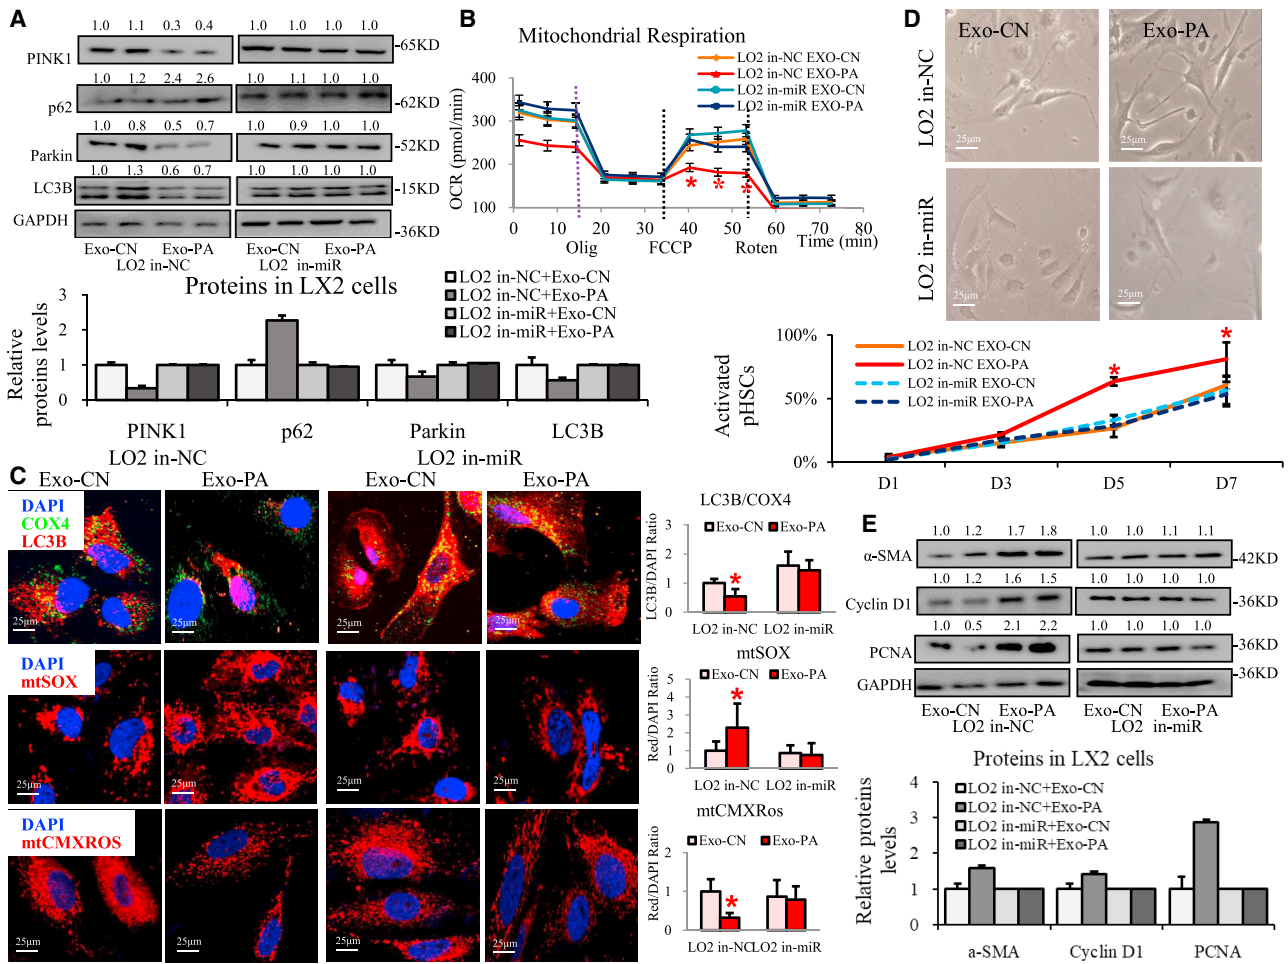 A
1.0 1.1 0.3 0.4 1.0 1.0 1.0 1.0
PINK1
-65KD
1.0 1.2 2.4 2.6 1.0 1.1 1.0 1.0
p62
-62KD
1.0 0.8 0.5 0.7 1.0 0.9 1.0 1.0
Parkin
-52KD
1.0 1.3 0.6 0.7 1.0 1.0 1.0 1.0
LC3B
-15KD
GAPDH
-36KD
Exo-CN Exo-PA Exo-CN Exo-PA
LO2 in-NC LO2 in-miR
Proteins in LX2 cells
LO2 in-NC+Exo-CN
LO2 in-NC+Exo-PA
LO2 in-miR+Exo-CN
LO2 in-miR+Exo-PA
Relative
proteins levels
3
2
1
0
PINK1 p62 Parkin LC3B
B
Mitochondrial Respiration
LO2 in-NC EXO-CN
LO2 in-NC EXO-PA
LO2 in-miR EXO-CN
LO2 in-miR EXO-PA
OCR (pmol/min)
400
300
200
100
* * *
0 10 20 30 40 50 60 70 80
Olig FCCP Roten Time (min)
C
LO2 in-NC LO2 in-miR
Exo-CN Exo-PA Exo-CN Exo-PA
DAPI
COX4
LC3B
25μm 25μm 25μm 25μm
DAPI
mtSOX
25μm 25μm 25μm 25μm
DAPI
mtCMXROS
25μm 25μm 25μm 25μm
LC3B/COX4
Exo-CN Exo-PA
LC3B/DAPI Ratio
3
2
1
0
*
LO2 in-NC LO2 in-miR
mtSOX
Exo-CN Exo-PA
Red/DAPI Ratio
5
4
3
2
1
0
*
LO2 in-NC LO2 in-miR
mtCMXRos
Exo-CN Exo-PA
Red/DAPI Ratio
2
1
0
*
LO2 in-NC LO2 in-miR
D
Exo-CN Exo-PA
LO2 in-NC
25μm 25μm
LO2 in-miR
25μm 25μm
Activated
pHSCs
100%
50%
0%
LO2 in-NC EXO-CN
LO2 in-NC EXO-PA
LO2 in-miR EXO-CN
LO2 in-miR EXO-PA
* *
D1 D3 D5 D7
E
1.0 1.2 1.7 1.8 1.0 1.0 1.1 1.1
α-SMA
-42KD
1.0 1.2 1.6 1.5 1.0 1.0 1.0 1.0
Cyclin D1
-36KD
1.0 0.5 2.1 2.2 1.0 1.0 1.0 1.0
PCNA
-36KD
GAPDH
-36KD
Exo-CN Exo-PA Exo-CN Exo-PA
LO2 in-NC LO2 in-miR
Proteins in LX2 cells
LO2 in-NC+Exo-CN
LO2 in-NC+Exo-PA
LO2 in-miR+Exo-CN
LO2 in-miR+Exo-PA
Relative proteins
levels
4
3
2
1
0
a-SMA Cyclin D1 PCNA